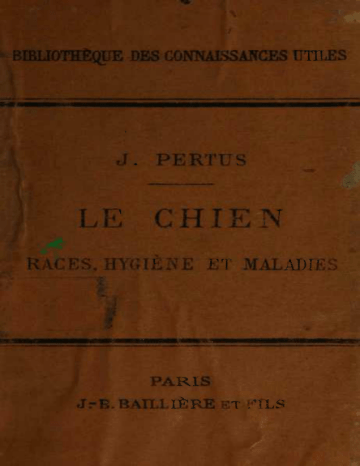 BIBLIOTHÈQUE DES CONNAISSANCES UTILES
J. PERTUS
LE CHIEN
RACES, HYGIÈNE ET MALADIES
PARIS
J.-B. BAILLIÈRE ET FILS